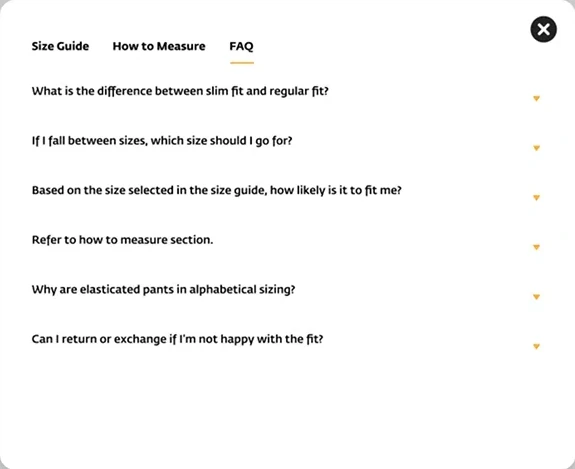 Size Guide How to Measure FAQ
What is the difference between slim fit and regular fit?
If I fall between sizes, which size should I go for?
Based on the size selected in the size guide, how likely is it to fit me?
Refer to how to measure section.
Why are elasticated pants in alphabetical sizing?
Can I return or exchange if I'm not happy with the fit?